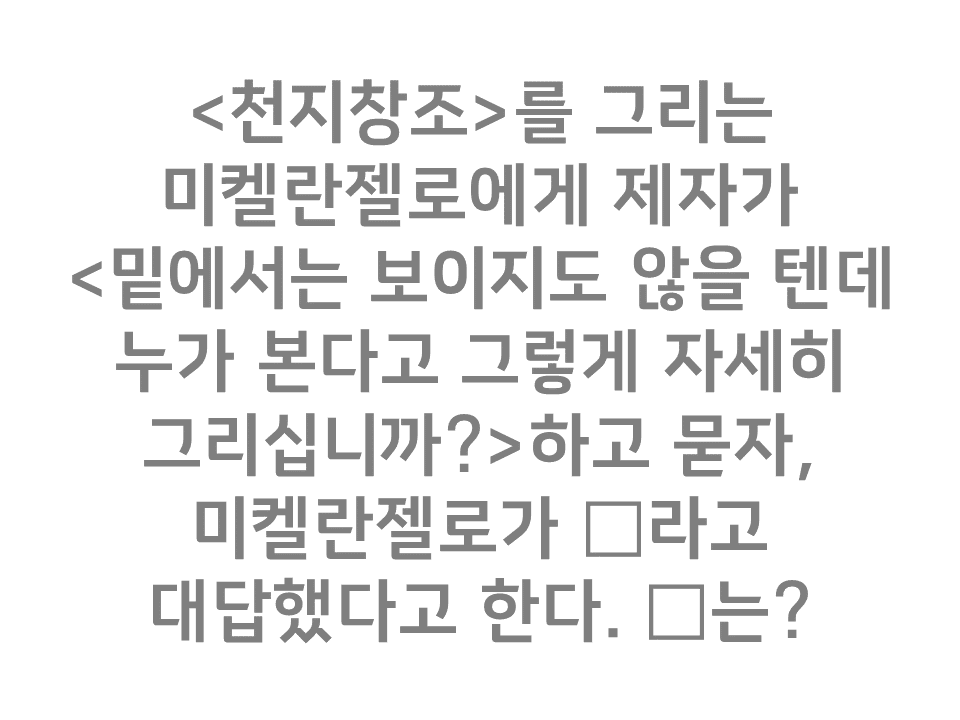 <천지창조>를 그리는
미켈란젤로에게 제자가
<밑에서는 보이지도 않을 텐데
누가 본다고 그렇게 자세히
그리십니까?>하고 묻자,
미켈란젤로가 □라고
대답했다고 한다. □는?